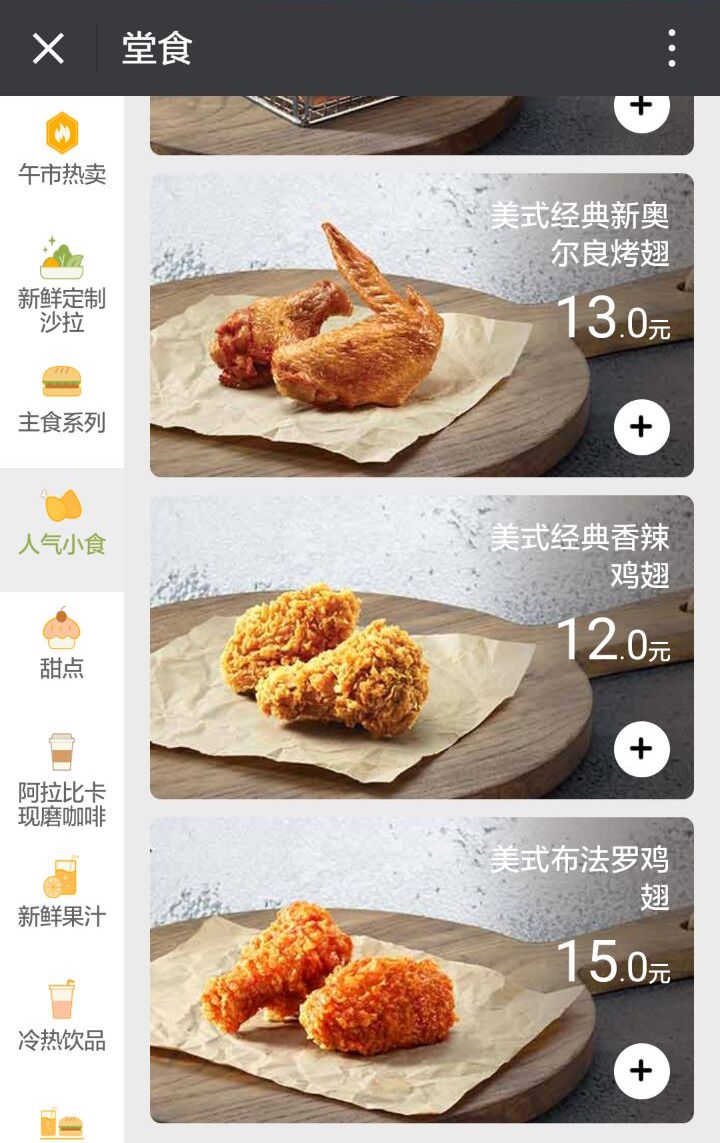 堂食
午市热卖
新鲜定制
沙拉
主食系列
人气小食
甜点
阿拉比卡
现磨咖啡
新鲜果汁
冷热饮品
美式经典新奥
尔良烤翅
13.0元
美式经典香辣
鸡翅
12.0元
美式布法罗鸡
翅
15.0元